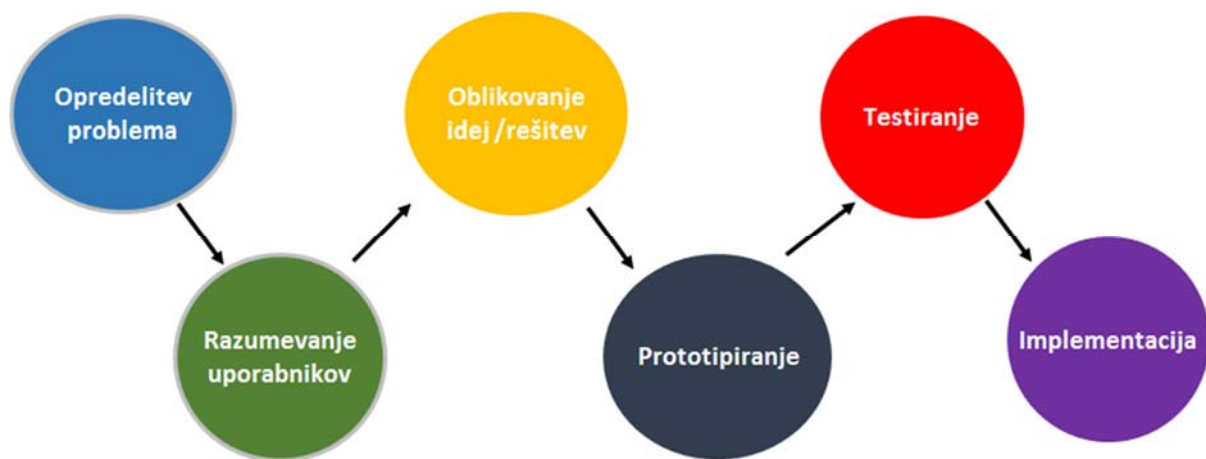 Opredelitev
problema
Razumevanje
uporabnikov
Oblikovanje
idej /rešitev
Prototipiranje
Testiranje
Implementacija